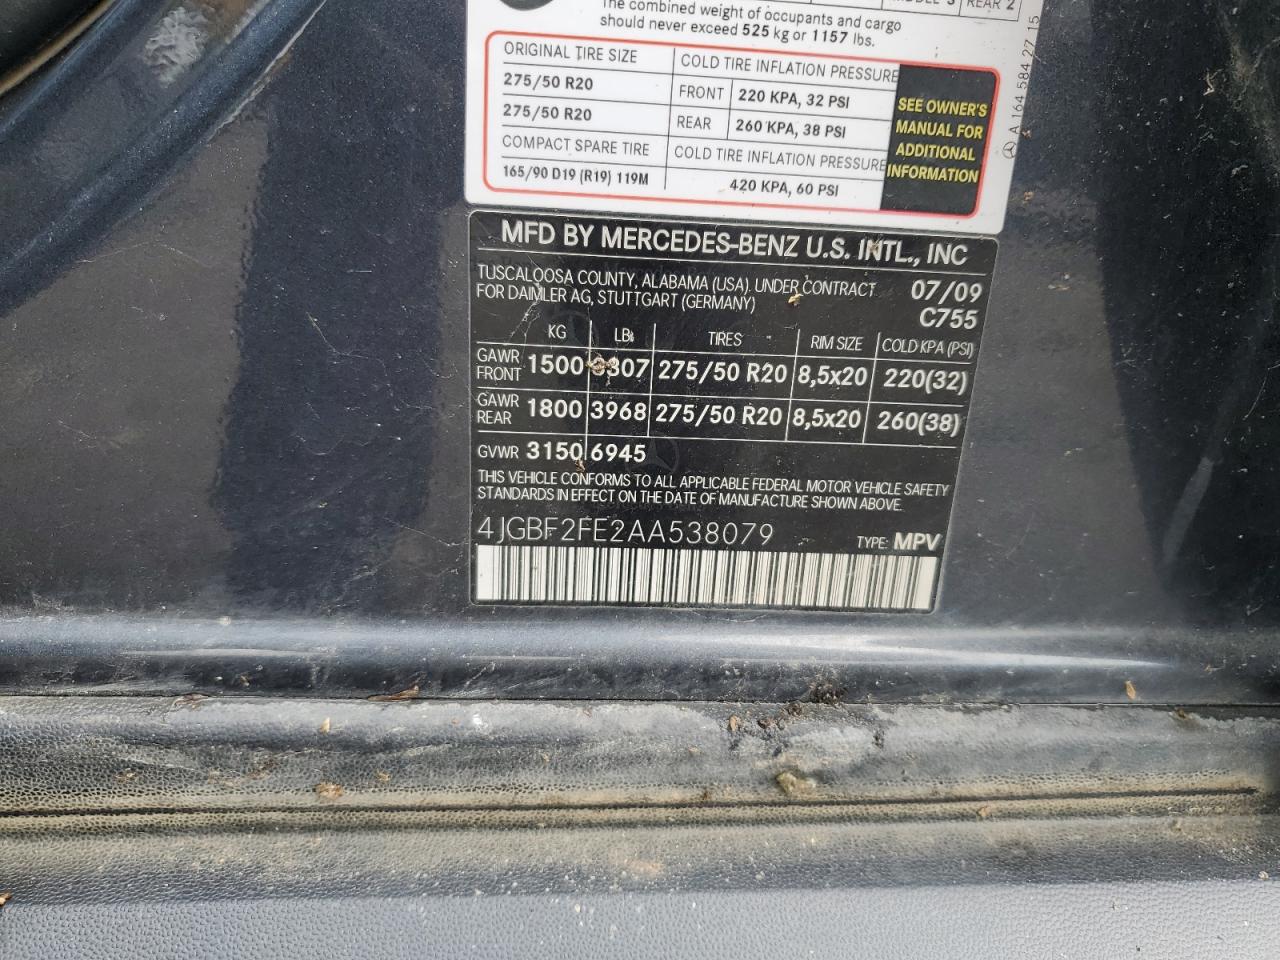 REAR 2
The combined weight of occupants and cargo
should never exceed 525 kg or 1157 lbs.
ORIGINAL TIRE SIZE COLD TIRE INFLATION PRESSURE
275/50 R20 FRONT 220 KPA, 32 PSI
275/50 R20 REAR 260 KPA, 38 PSI
COMPACT SPARE TIRE COLD TIRE INFLATION PRESSURE
165/90 D19 (R19) 119M 420 KPA, 60 PSI
SEE OWNER'S
MANUAL FOR
ADDITIONAL
INFORMATION
A 164 584 27 15
MFD BY MERCEDES-BENZ U.S. INTL., INC
TUSCALOOSA COUNTY, ALABAMA (USA). UNDER CONTRACT 07/09
FOR DAIMLER AG, STUTTGART (GERMANY) C755
KG LB TIRES RIM SIZE COLD KPA (PSI)
GAWR FRONT 1500 3307 275/50 R20 8,5x20 220(32)
GAWR REAR 1800 3968 275/50 R20 8,5x20 260(38)
GVWR 3150 6945
THIS VEHICLE CONFORMS TO ALL APPLICABLE FEDERAL MOTOR VEHICLE SAFETY
STANDARDS IN EFFECT ON THE DATE OF MANUFACTURE SHOWN ABOVE.
4JGBF2FE2AA538079 TYPE: MPV